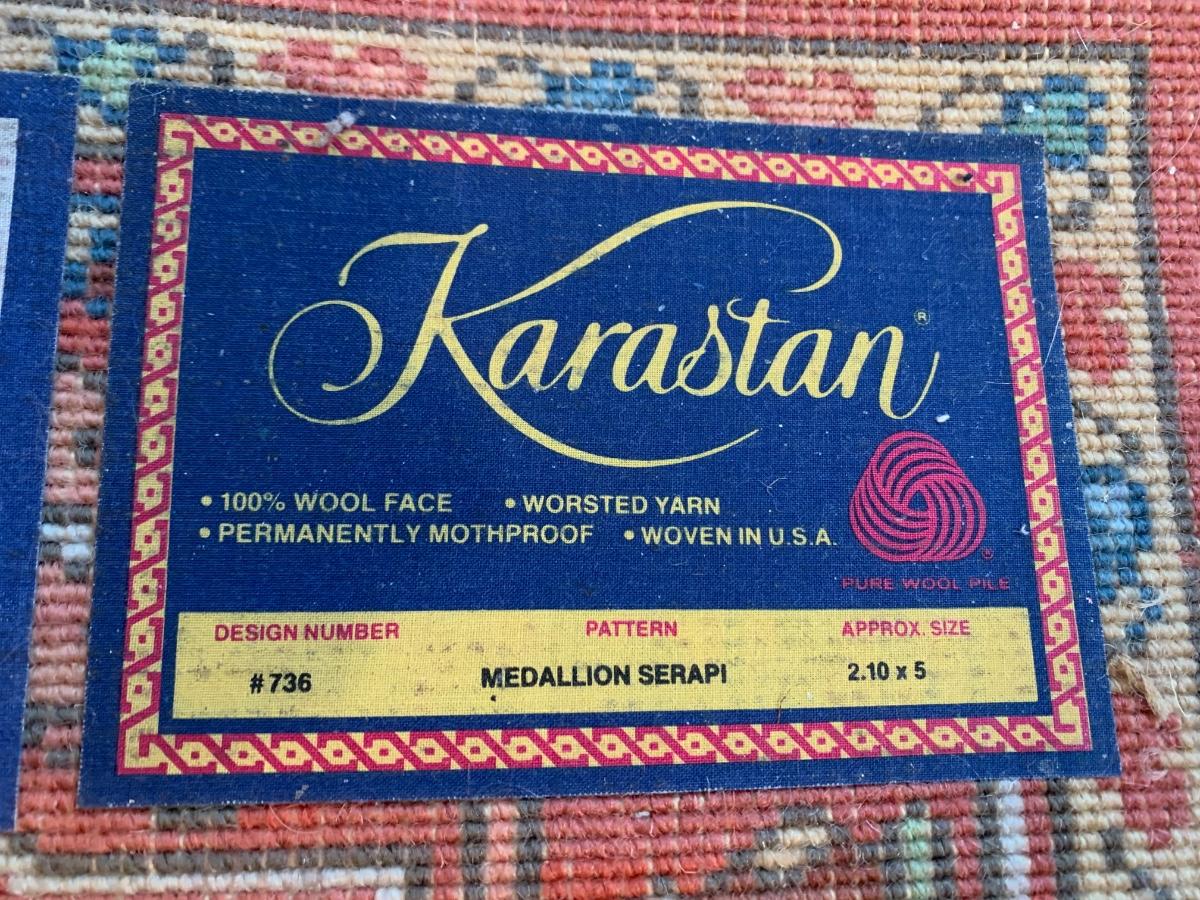 Karastan®
• 100% WOOL FACE • WORSTED YARN
• PERMANENTLY MOTHPROOF • WOVEN IN U.S.A.
®
PURE WOOL PILE
DESIGN NUMBER PATTERN APPROX. SIZE
#736 MEDALLION SERAPI 2.10 x 5